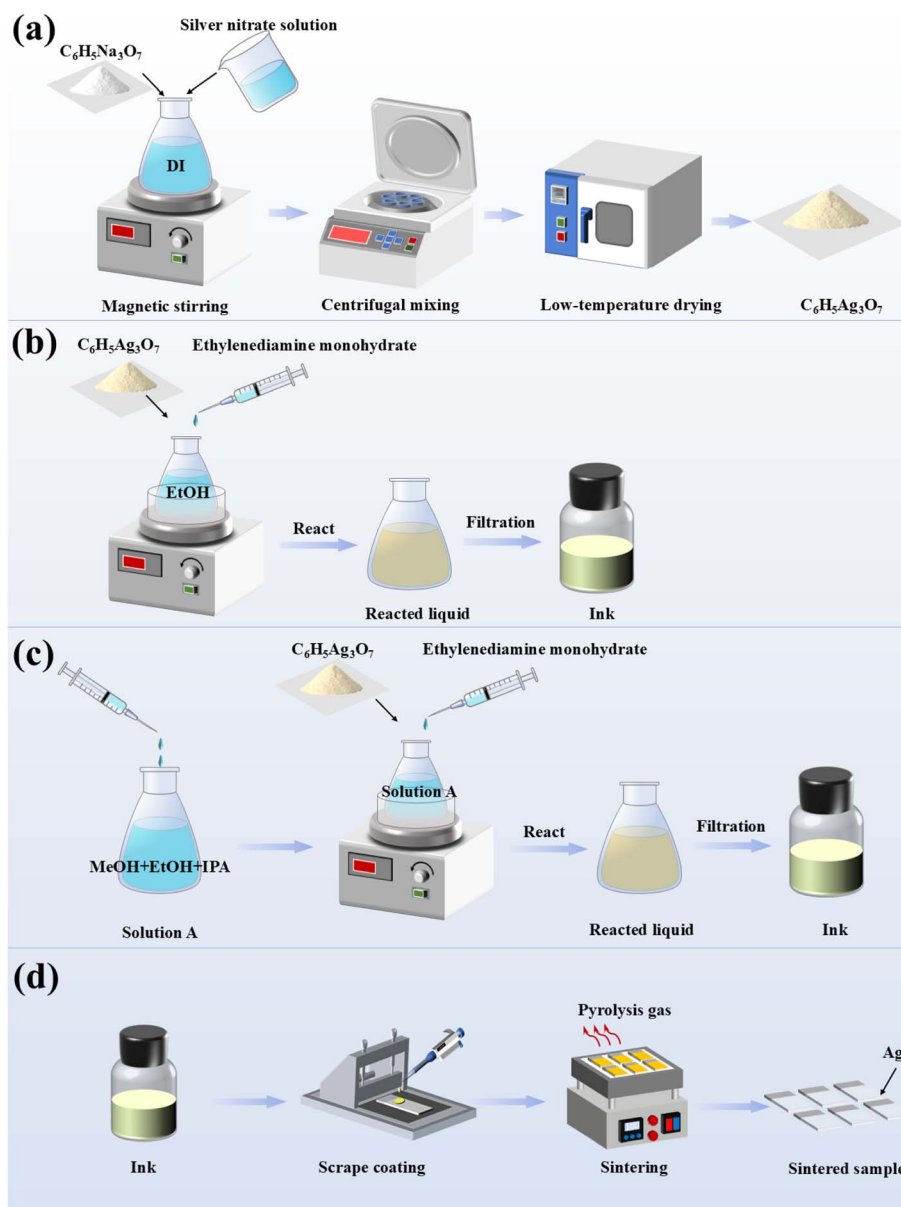 (a)
Silver nitrate solution
C₆H₅Na₃O₇
DI
Magnetic stirring
Centrifugal mixing
Low-temperature drying
C₆H₅Ag₃O₇
(b)
C₆H₅Ag₃O₇
Ethylenediamine monohydrate
EtOH
React
Filtration
Reacted liquid
Ink
(c)
C₆H₅Ag₃O₇
Ethylenediamine monohydrate
Solution A
MeOH+EtOH+IPA
React
Filtration
Solution A
Reacted liquid
Ink
(d)
Pyrolysis gas
Ag
Ink
Scrape coating
Sintering
Sintered sample